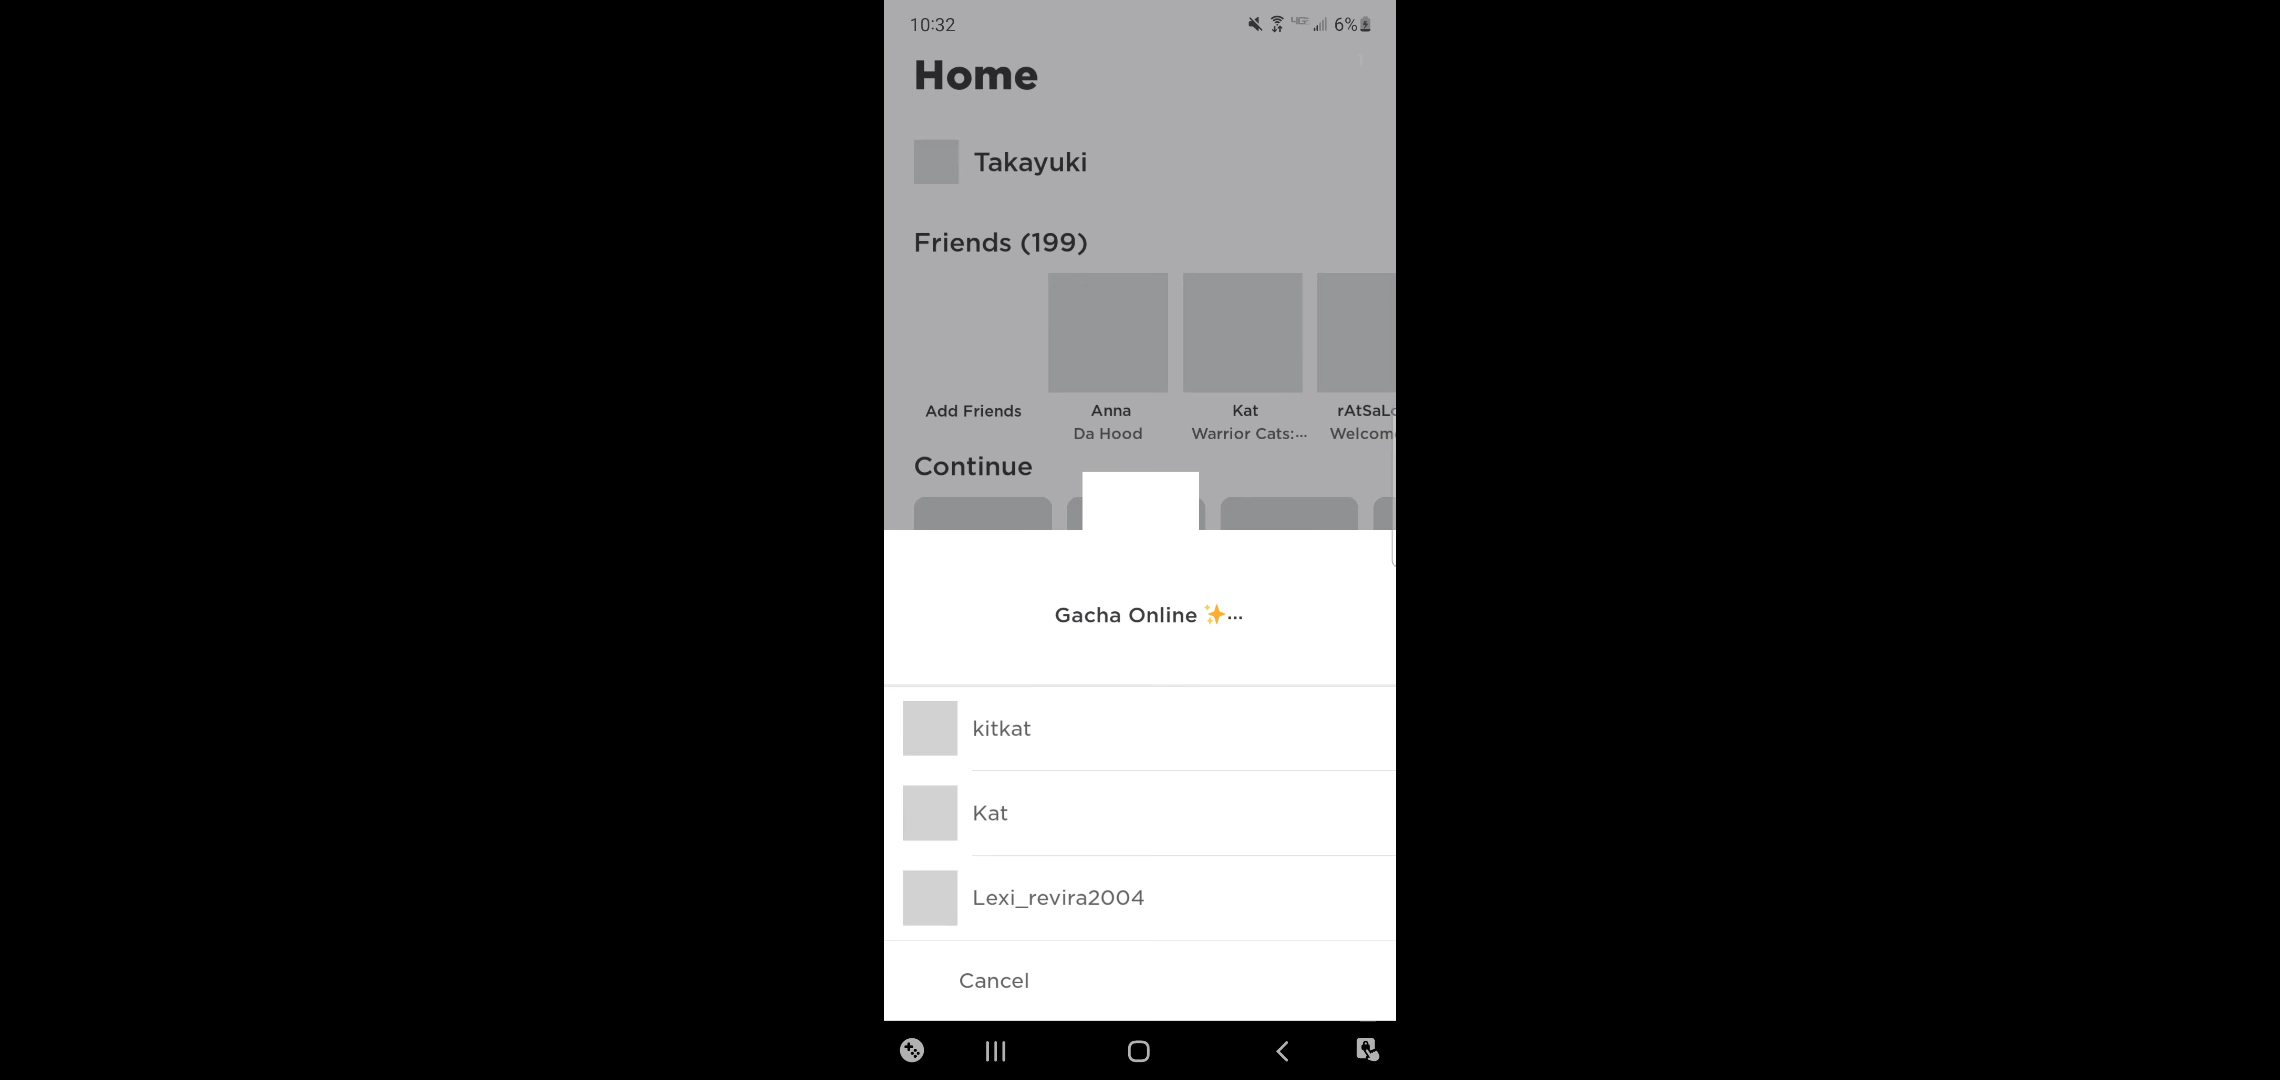 10:32
6%
Home
Takayuki
Friends (199)
Add Friends
Anna
Da Hood
Kat
Warrior Cats:...
rAtSaLo
Welcome
Continue
Gacha Online ✨...
kitkat
Kat
Lexi_revira2004
Cancel